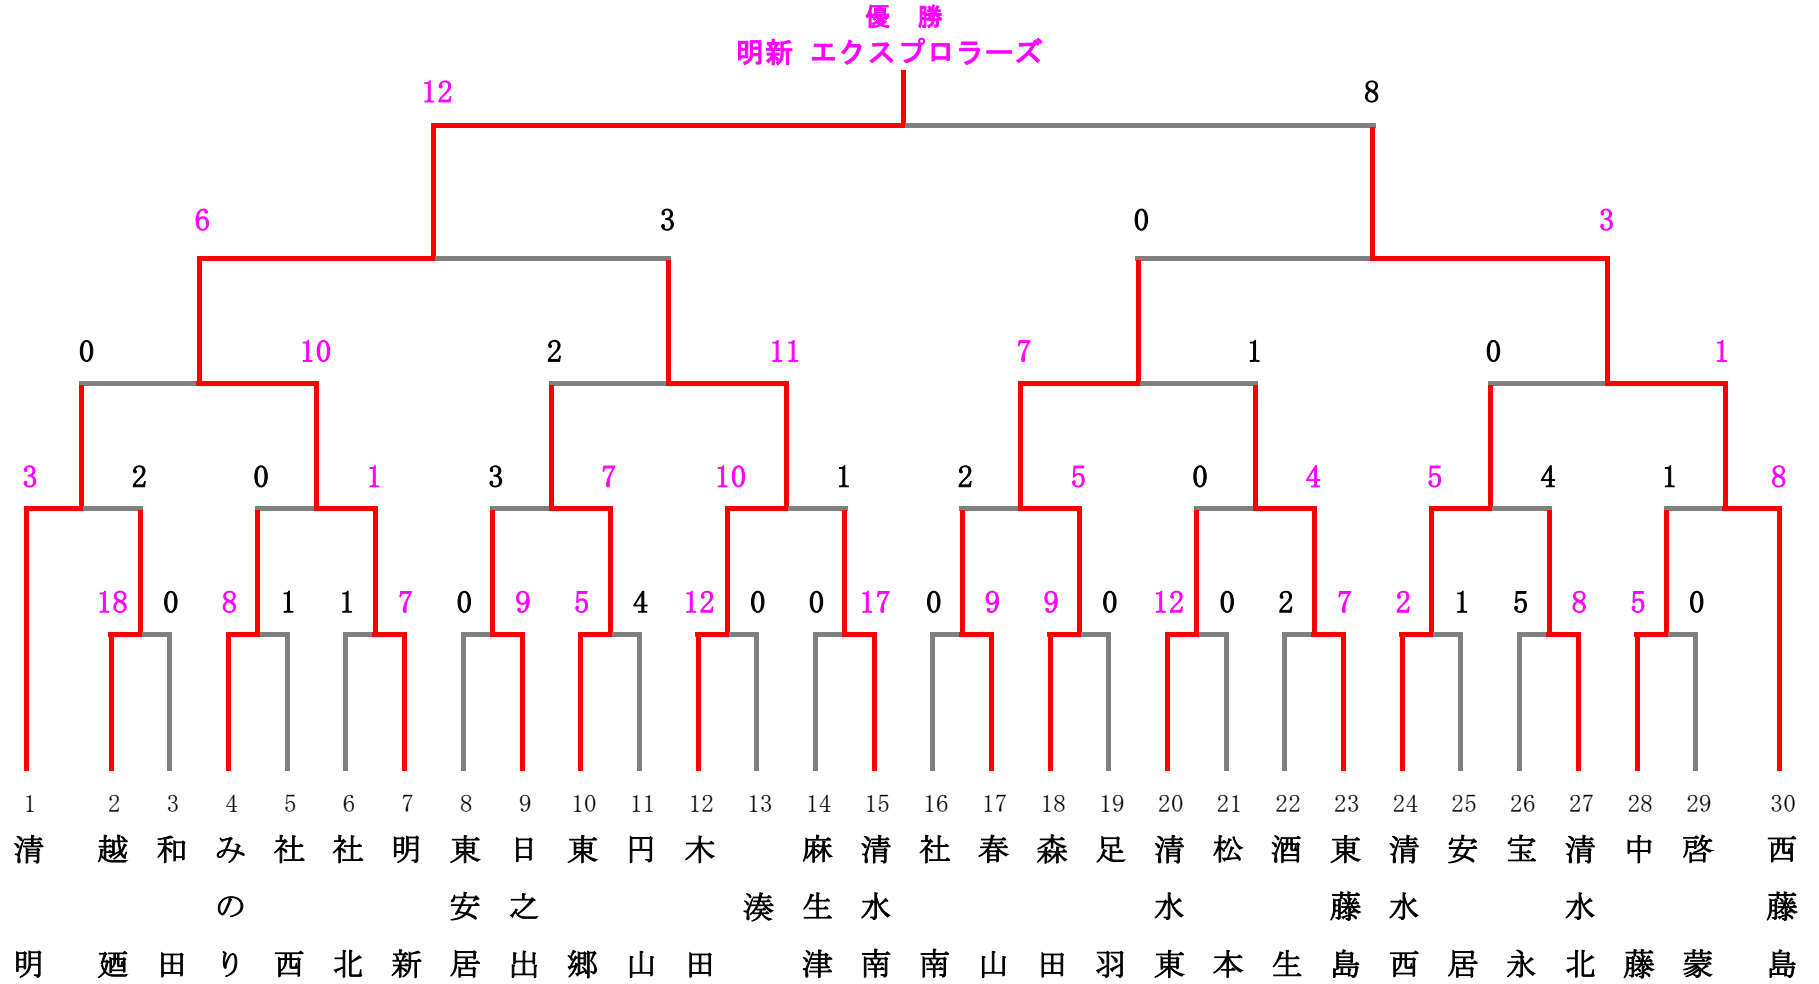 優　勝
明新 エクスプロラーズ
12 8
6 3 0 3
0 10 2 11 7 1 0 1
3 2 0 1 3 7 10 1 2 5 0 4 5 4 1 8
18 0 8 1 1 7 0 9 5 4 12 0 0 17 0 9 9 0 12 0 2 7 2 1 5 8 5 0
1 2 3 4 5 6 7 8 9 10 11 12 13 14 15 16 17 18 19 20 21 22 23 24 25 26 27 28 29 30
清明
越廼
和田
みのり
社西
社北
明新
東安居
日之出
東郷
円山
木田
湊
麻生津
清水南
社南
春山
森田
足羽
清水東
松本
酒生
東藤島
清水西
安居
宝永
清水北
中藤
啓蒙
西藤島